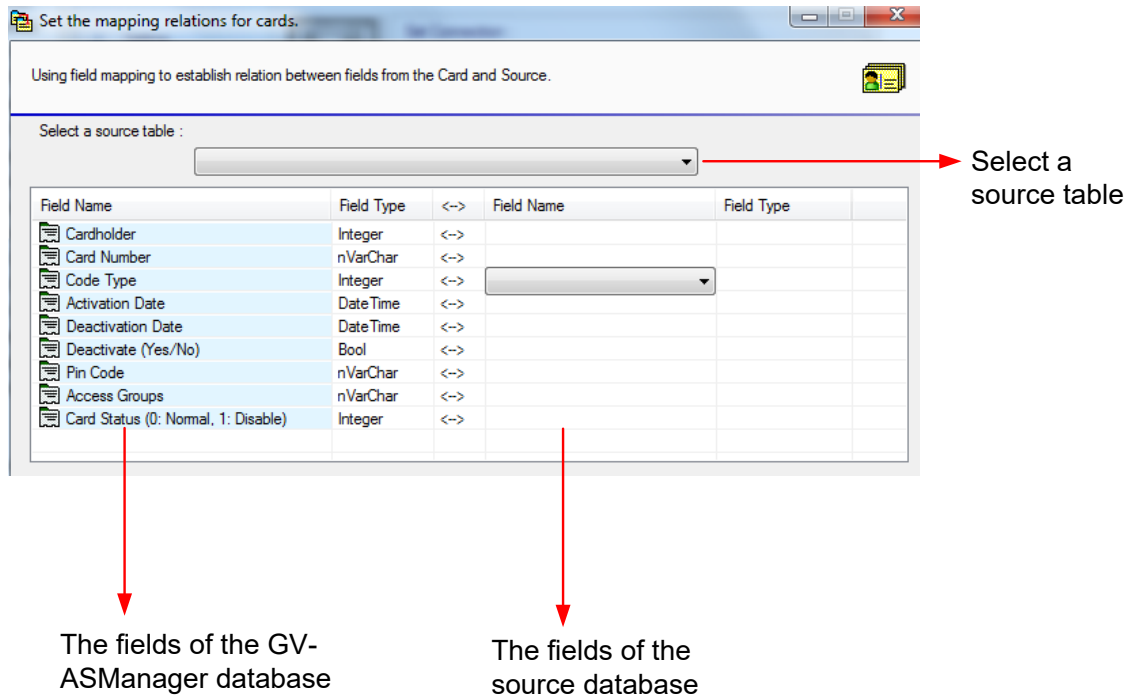 Set the mapping relations for cards.
Using field mapping to establish relation between fields from the Card and Source.
Select a source table :
Select a
source table
Field Name Field Type <--> Field Name Field Type
Cardholder Integer <-->
Card Number nVarChar <-->
Code Type Integer <-->
Activation Date DateTime <-->
Deactivation Date DateTime <-->
Deactivate (Yes/No) Bool <-->
Pin Code nVarChar <-->
Access Groups nVarChar <-->
Card Status (0: Normal, 1: Disable) Integer <-->
The fields of the GV-
ASManager database
The fields of the
source database